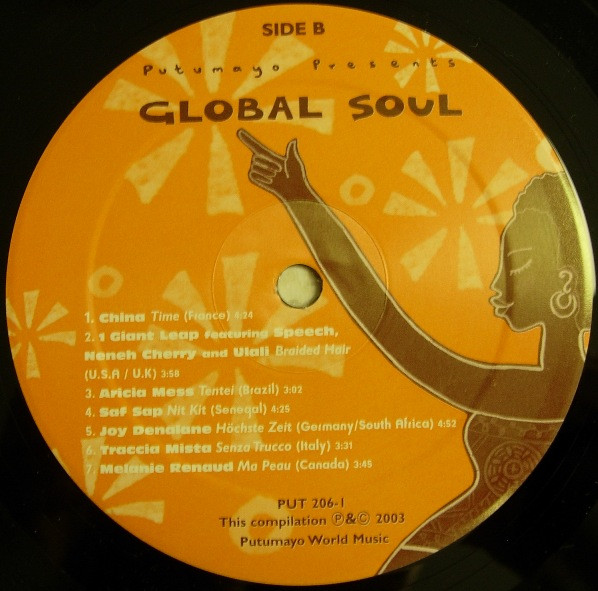 SIDE B
Putumayo Presents
GLOBAL SOUL
1. China Time (France) 4:24
2. 1 Giant Leap featuring Speech,
Neneh Cherry and Ulali Braided Hair
(U.S.A / U.K) 3:58
3. Aricia Mess Tentei (Brazil) 3:02
4. Saf Sap Nit Kit (Senegal) 4:25
5. Joy Denalane Höchste Zeit (Germany/South Africa) 4:52
6. Traccia Mista Senza Trucco (Italy) 3:31
7. Melanie Renaud Ma Peau (Canada) 3:45
PUT 206-1
This compilation ℗&© 2003
Putumayo World Music